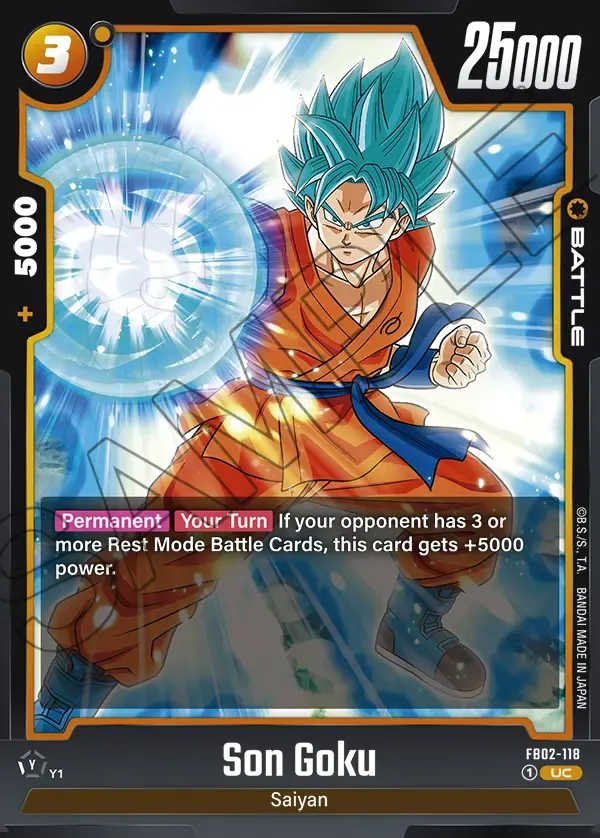 3
25000
+ 5000
BATTLE
SAMPLE
Permanent Your Turn If your opponent has 3 or
more Rest Mode Battle Cards, this card gets +5000
power.
©B.S./S., T.A. BANDAI MADE IN JAPAN
Y Y1
Son Goku
FB02-118
1 UC
Saiyan